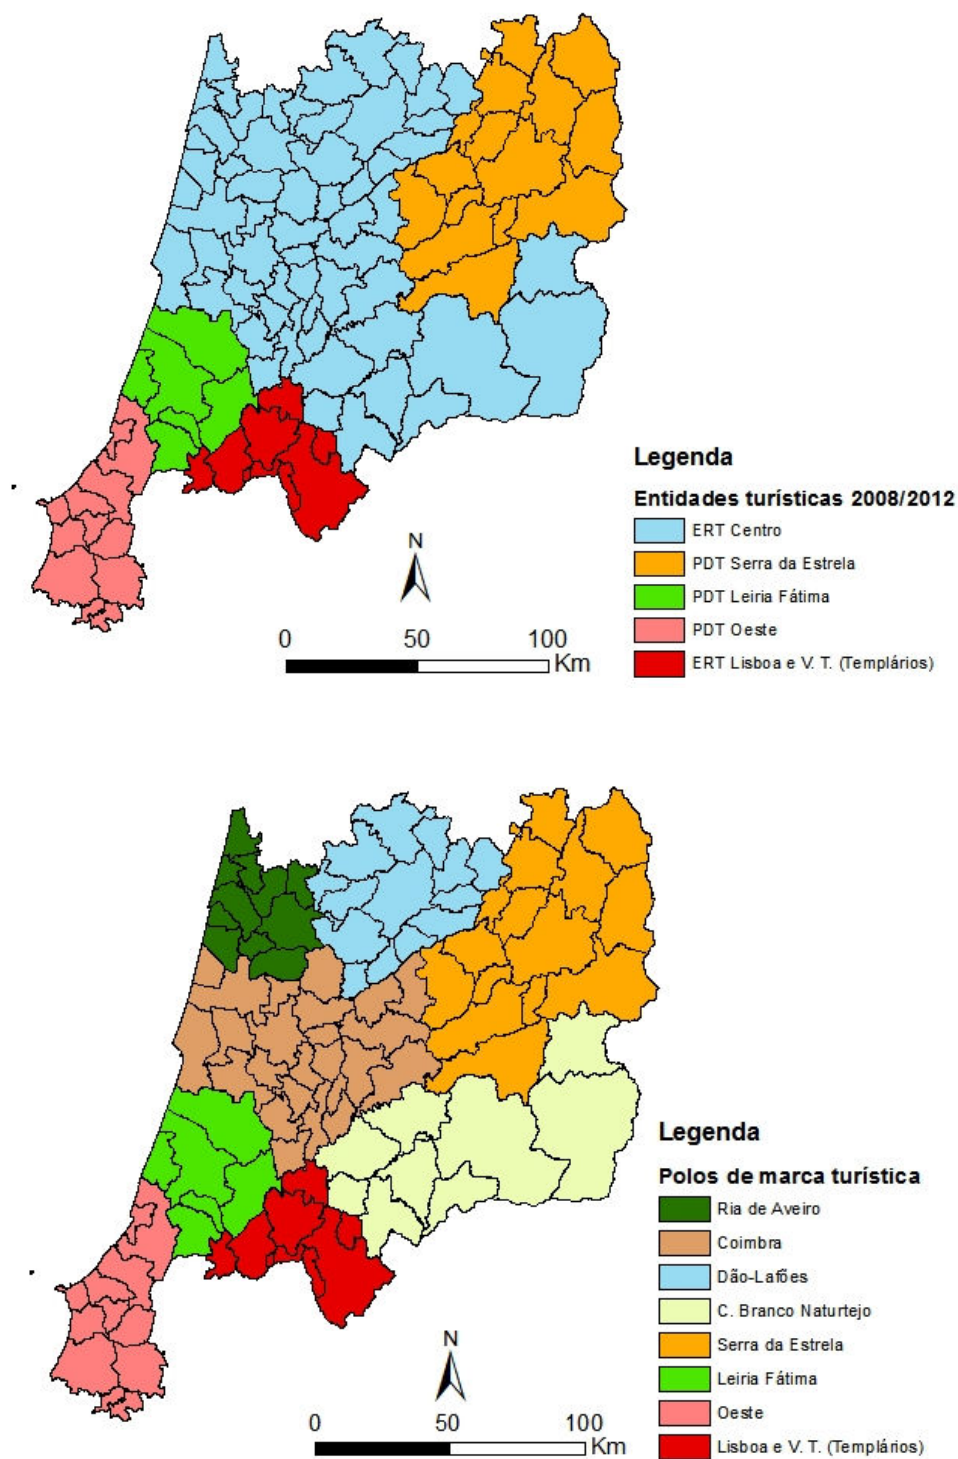 Legenda
Entidades turísticas 2008/2012
ERT Centro
PDT Serra da Estrela
PDT Leiria Fátima
PDT Oeste
ERT Lisboa e V. T. (Templários)
N
0 50 100
Km
Legenda
Polos de marca turística
Ria de Aveiro
Coimbra
Dão-Lafões
C. Branco Naturtejo
Serra da Estrela
Leiria Fátima
Oeste
Lisboa e V. T. (Templários)
N
0 50 100
Km